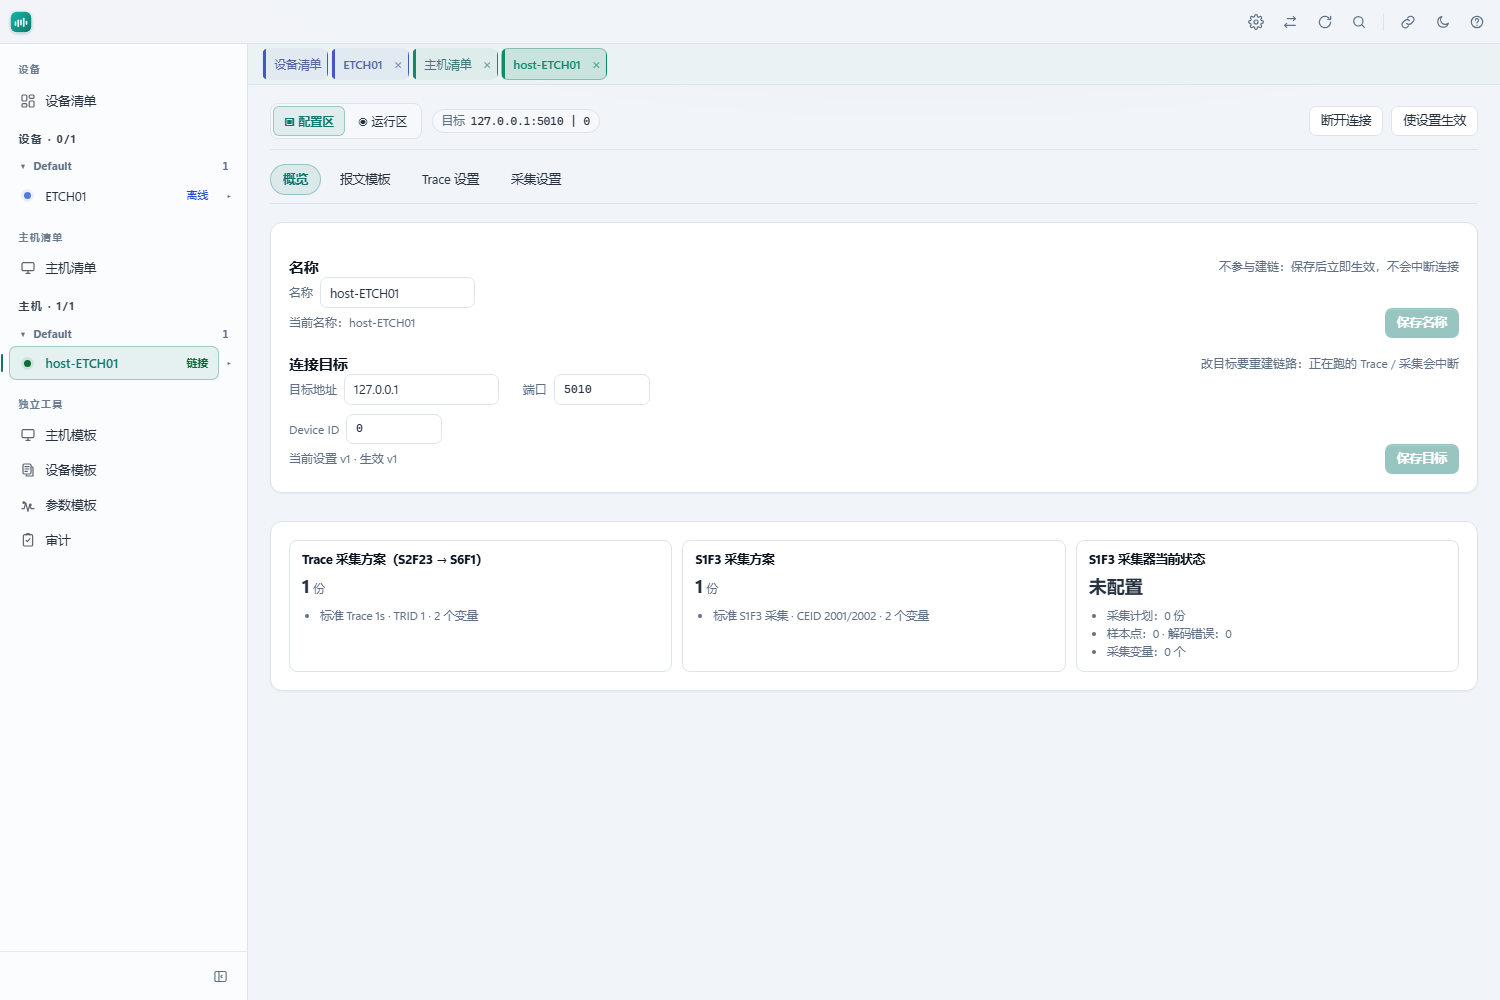 设备
设备清单
设备 · 0/1
Default 1
ETCH01 离线
主机清单
主机清单
主机 · 1/1
Default 1
host-ETCH01 链接
独立工具
主机模板
设备模板
参数模板
审计
设备清单 ETCH01 × 主机清单 × host-ETCH01 ×
配置区 运行区 目标 127.0.0.1:5010 | 0 断开连接 使设置生效
概览 报文模板 Trace 设置 采集设置
名称 不参与建链：保存后立即生效，不会中断连接
名称 host-ETCH01
当前名称：host-ETCH01 保存名称
连接目标 改目标要重建链路：正在跑的 Trace / 采集会中断
目标地址 127.0.0.1 端口 5010
Device ID 0
当前设置 v1 · 生效 v1 保存目标
Trace 采集方案（S2F23 → S6F1）
1 份
标准 Trace 1s · TRID 1 · 2 个变量
S1F3 采集方案
1 份
标准 S1F3 采集 · CEID 2001/2002 · 2 个变量
S1F3 采集器当前状态
未配置
采集计划：0 份
样本点：0 · 解码错误：0
采集变量：0 个